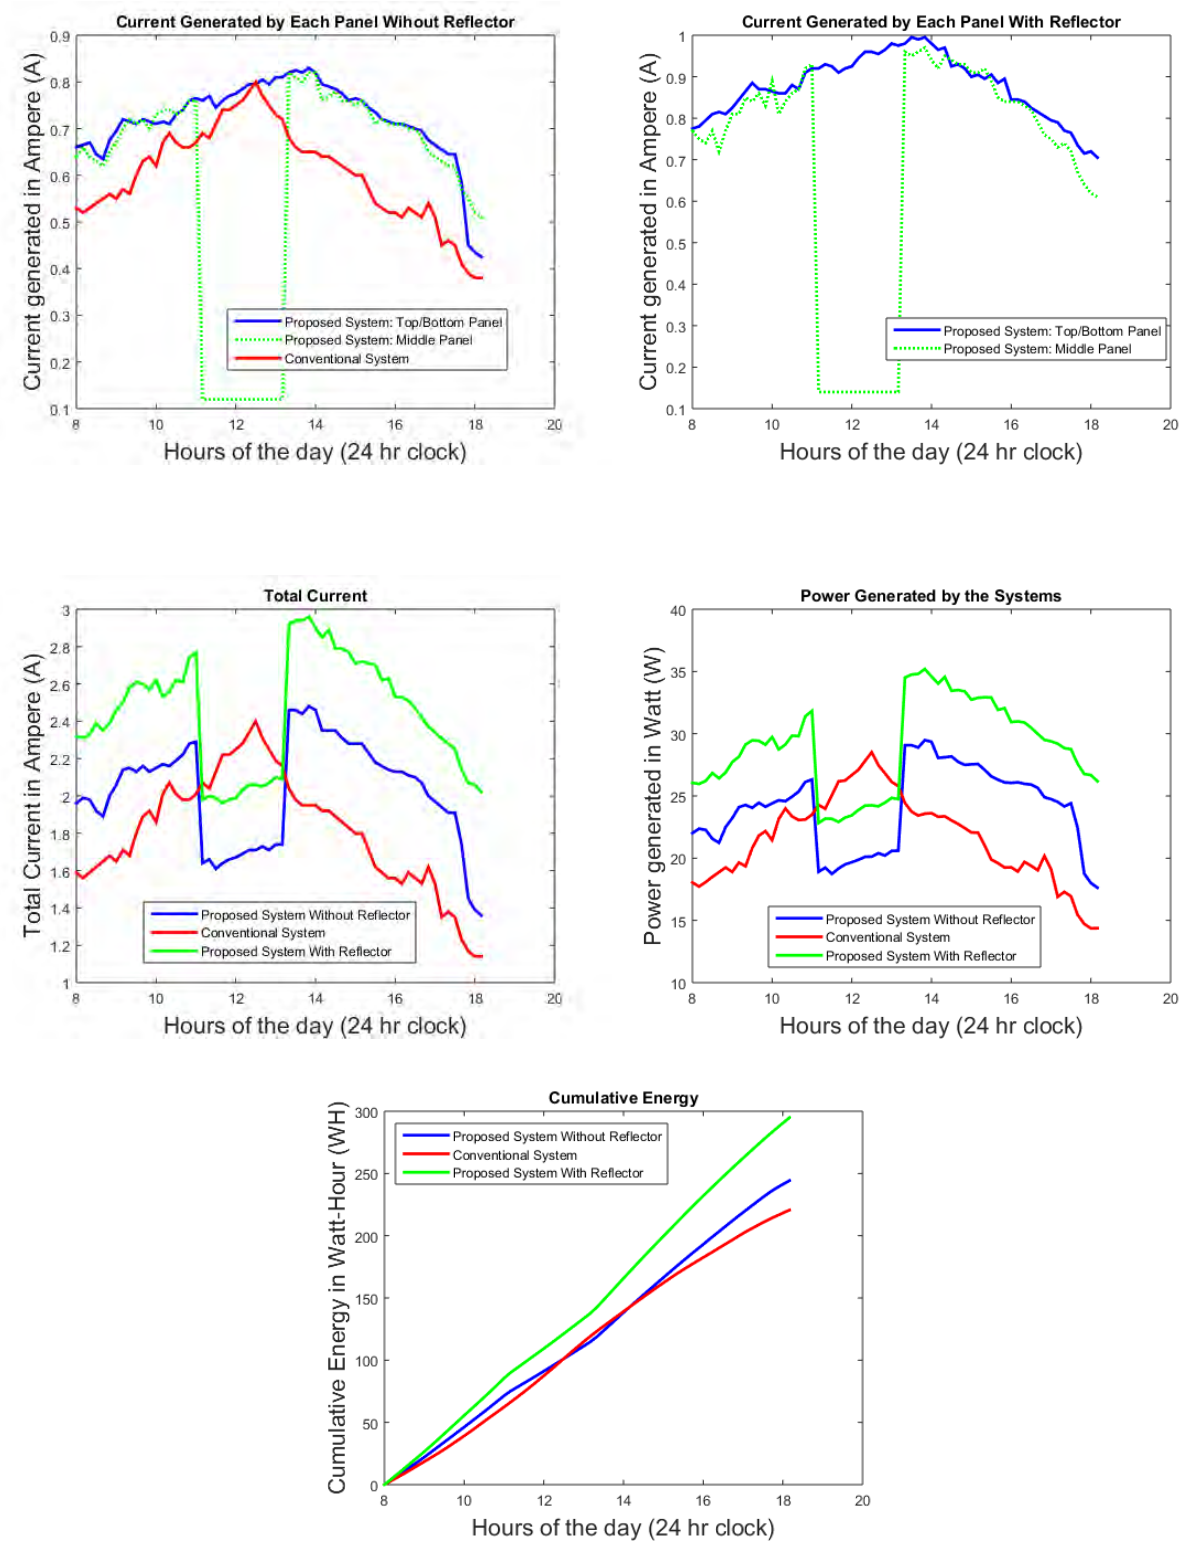 Current Generated by Each Panel Wihout Reflector
Current generated in Ampere (A)
0.9
0.8
0.7
0.6
0.5
0.4
0.3
0.2
0.1
Proposed System: Top/Bottom Panel
Proposed System: Middle Panel
Conventional System
8 10 12 14 16 18 20
Hours of the day (24 hr clock)
Current Generated by Each Panel With Reflector
Current generated in Ampere (A)
1
0.9
0.8
0.7
0.6
0.5
0.4
0.3
0.2
0.1
Proposed System: Top/Bottom Panel
Proposed System: Middle Panel
8 10 12 14 16 18 20
Hours of the day (24 hr clock)
Total Current
Total Current in Ampere (A)
3
2.8
2.6
2.4
2.2
2
1.8
1.6
1.4
1.2
1
Proposed System Without Reflector
Conventional System
Proposed System With Reflector
8 10 12 14 16 18 20
Hours of the day (24 hr clock)
Power Generated by the Systems
Power generated in Watt (W)
40
35
30
25
20
15
10
Proposed System Without Reflector
Conventional System
Proposed System With Reflector
8 10 12 14 16 18 20
Hours of the day (24 hr clock)
Cumulative Energy
Cumulative Energy in Watt-Hour (WH)
300
250
200
150
100
50
0
Proposed System Without Reflector
Conventional System
Proposed System With Reflector
8 10 12 14 16 18 20
Hours of the day (24 hr clock)